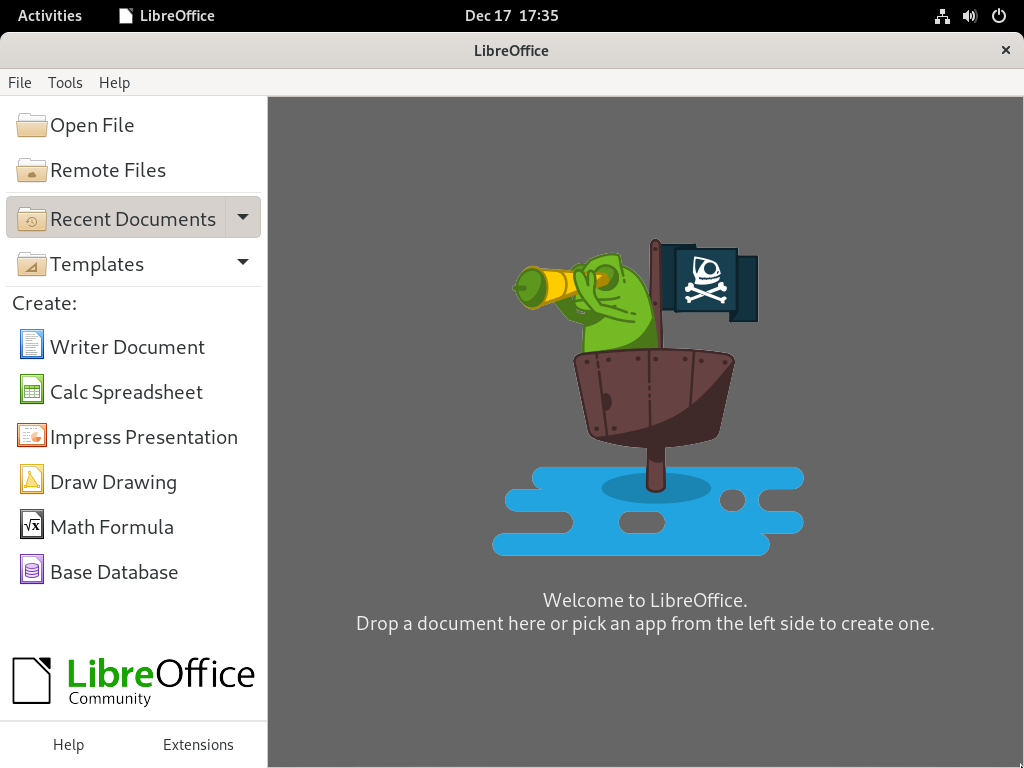 Activities LibreOffice Dec 17 17:35
LibreOffice
File Tools Help
Open File
Remote Files
Recent Documents
Templates
Create:
Writer Document
Calc Spreadsheet
Impress Presentation
Draw Drawing
Math Formula
Base Database
LibreOffice
Community
Help Extensions
Welcome to LibreOffice.
Drop a document here or pick an app from the left side to create one.